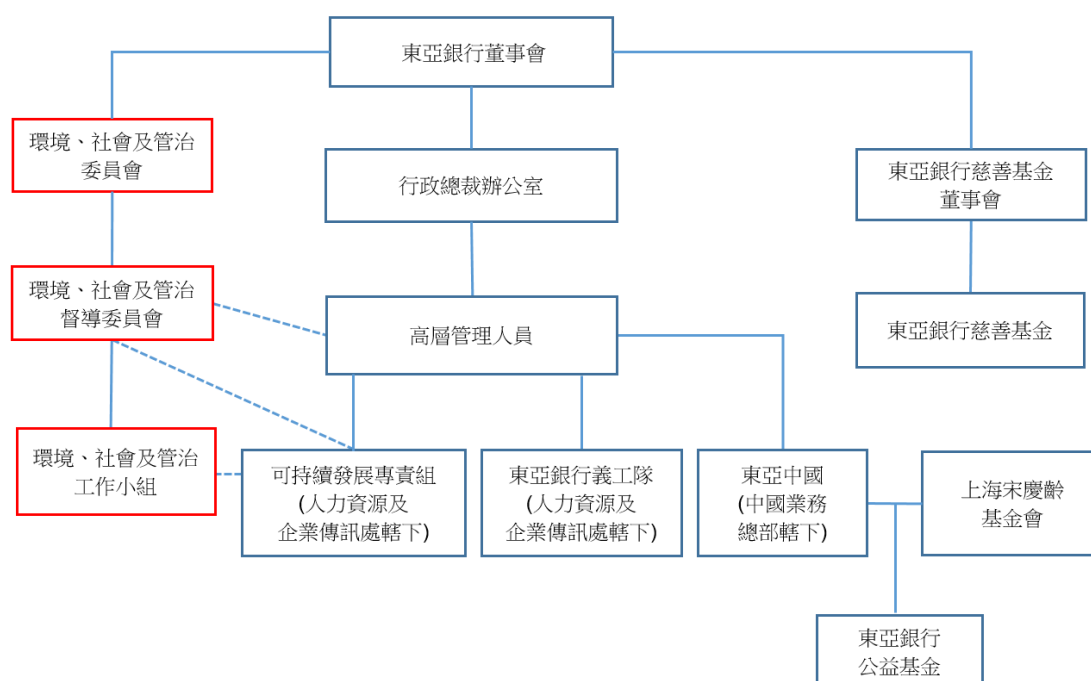 東亞銀行董事會
環境、社會及管治
委員會
行政總裁辦公室
東亞銀行慈善基金
董事會
環境、社會及管治
督導委員會
高層管理人員
東亞銀行慈善基金
環境、社會及管治
工作小組
可持續發展專責組
(人力資源及
企業傳訊處轄下)
東亞銀行義工隊
(人力資源及
企業傳訊處轄下)
東亞中國
(中國業務
總部轄下)
上海宋慶齡
基金會
東亞銀行
公益基金